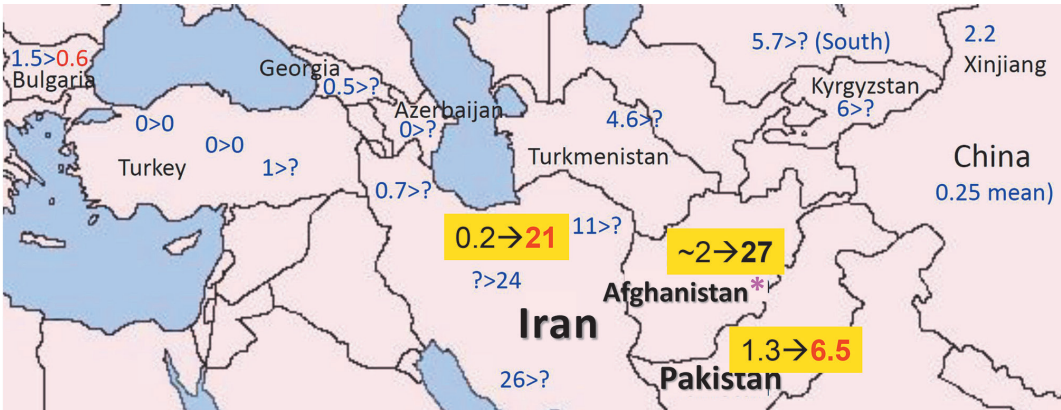 1.5>0.6
Bulgaria
Georgia
0.5>?
Azerbaijan
0>?
0>0
0>0
Turkey
1>?
0.7>?
4.6>?
Turkmenistan
5.7>? (South)
Kyrgyzstan
6>?
2.2
Xinjiang
China
0.25 mean)
0.2→21
11>?
?>24
Iran
26>?
~2→27
Afghanistan*
1.3→6.5
Pakistan